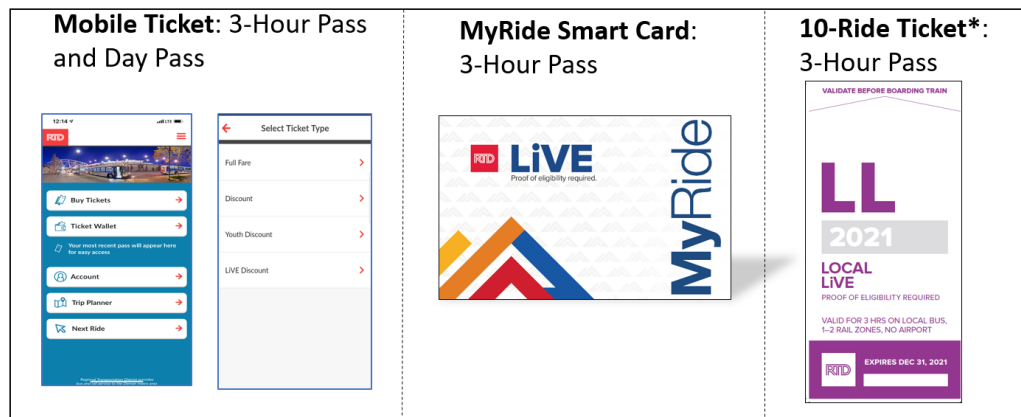 Mobile Ticket: 3-Hour Pass
and Day Pass
12:14
LTE
RTD
Buy Tickets
Ticket Wallet
Your most recent pass will appear here
for easy access
Account
Trip Planner
Next Ride
Select Ticket Type
Full Fare
Discount
Youth Discount
LiVE Discount
MyRide Smart Card:
3-Hour Pass
RTD LiVE
Proof of eligibility required.
MyRide
10-Ride Ticket*:
3-Hour Pass
VALIDATE BEFORE BOARDING TRAIN
LL
2021
LOCAL
LiVE
PROOF OF ELIGIBILITY REQUIRED
VALID FOR 3 HRS ON LOCAL BUS,
1–2 RAIL ZONES, NO AIRPORT
RTD
EXPIRES DEC 31, 2021